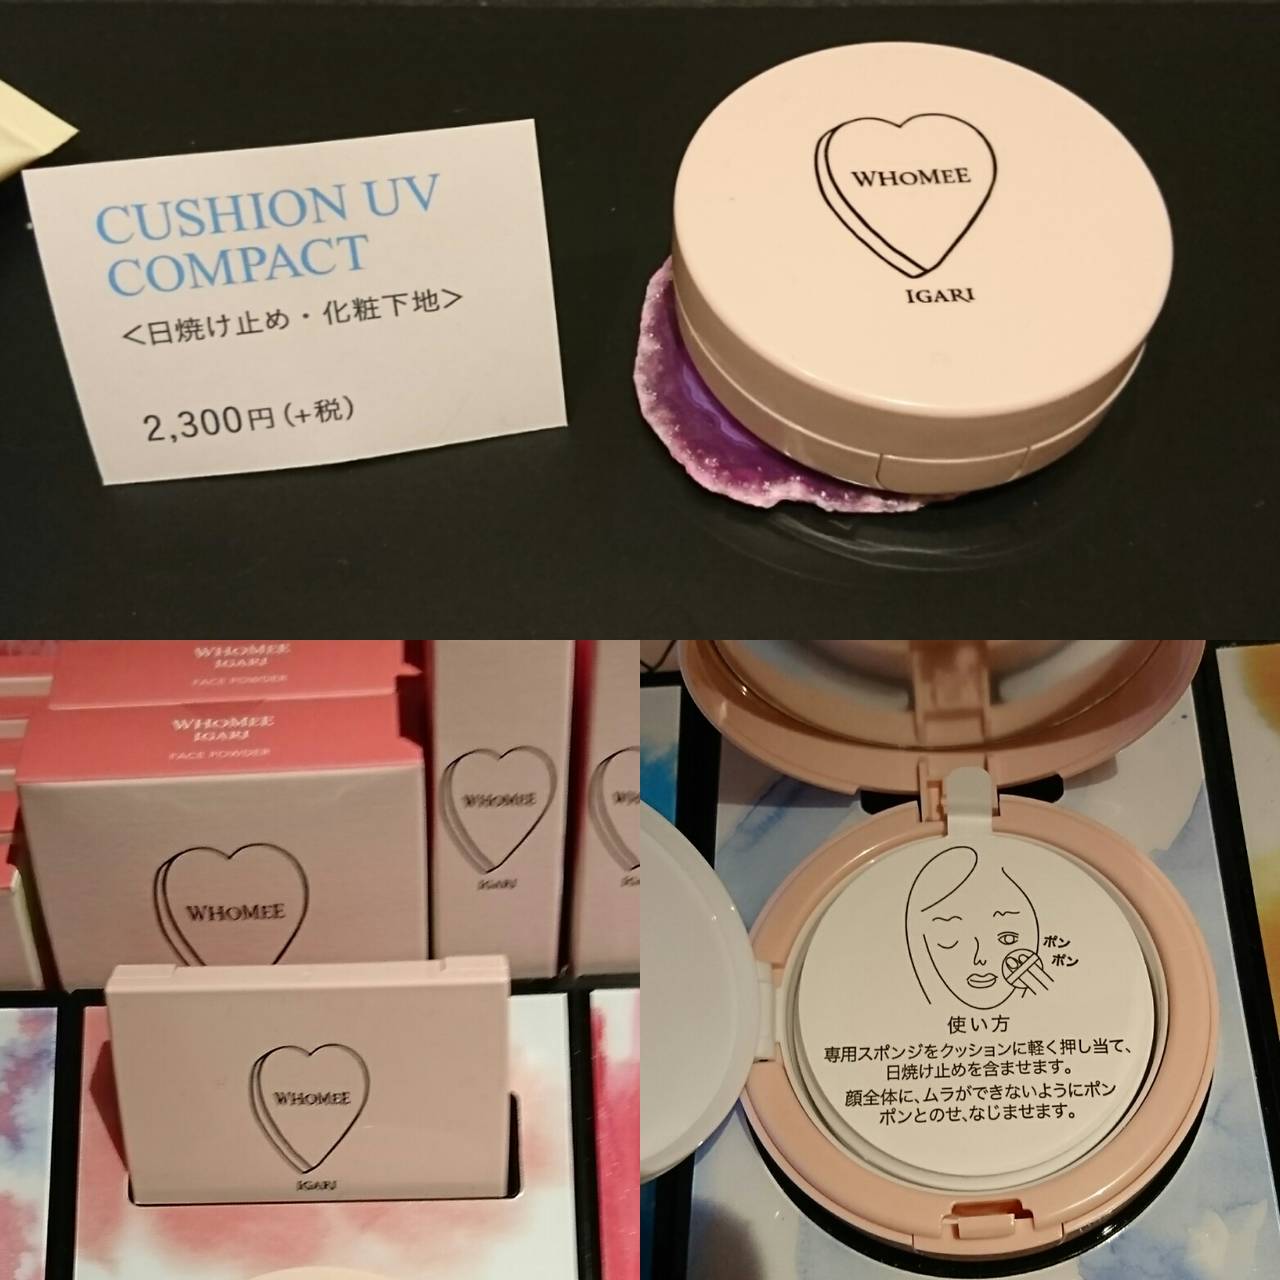 CUSHION UV
COMPACT
<日焼け止め・化粧下地>
2,300円(+税)
WHOMEE
IGARI
WHOMEE
IGARI
FACE POWDER
WHOMEE
IGARI
FACE POWDER
WHOMEE
WHOMEE
IGARI
WHOMEE
IGARI
ポン
ポン
使い方
専用スポンジをクッションに軽く押し当て、
日焼け止めを含ませます。
顔全体に、ムラができないようにポン
ポンとのせ、なじませます。